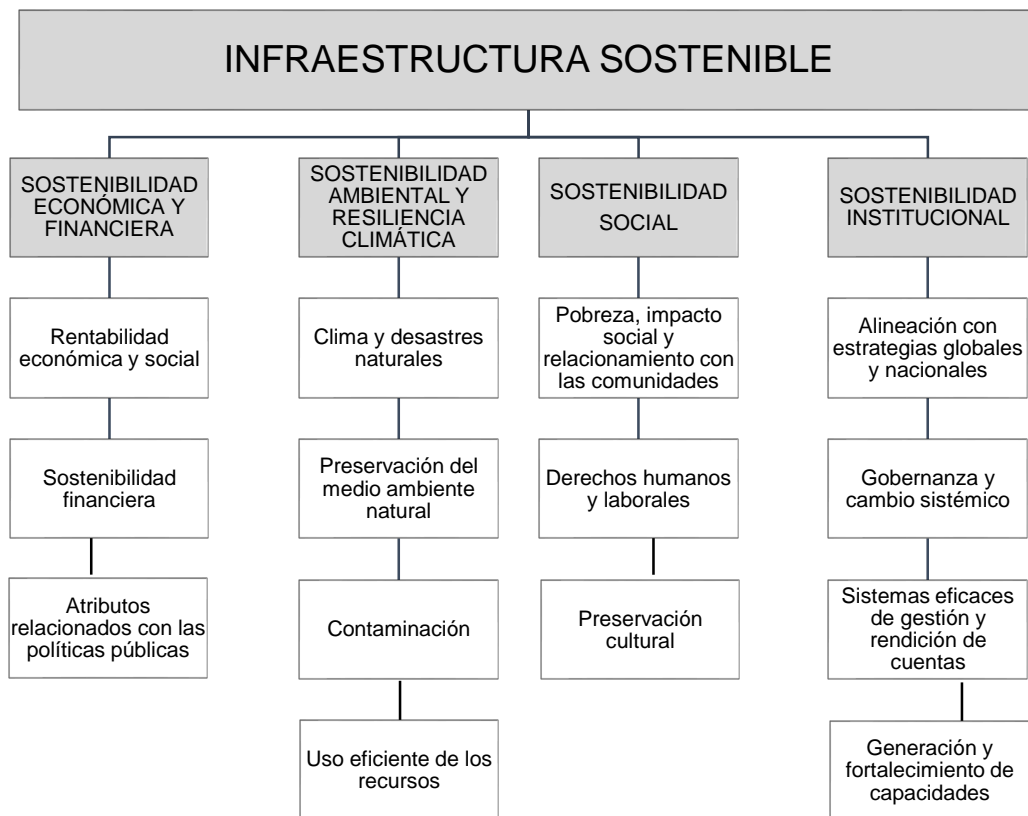 INFRAESTRUCTURA SOSTENIBLE
SOSTENIBILIDAD
ECONÓMICA Y
FINANCIERA
Rentabilidad
económica y social
Sostenibilidad
financiera
Atributos
relacionados con las
políticas públicas
SOSTENIBILIDAD
AMBIENTAL Y
RESILIENCIA
CLIMÁTICA
Clima y desastres
naturales
Preservación del
medio ambiente
natural
Contaminación
Uso eficiente de los
recursos
SOSTENIBILIDAD
SOCIAL
Pobreza, impacto
social y
relacionamiento con
las comunidades
Derechos humanos
y laborales
Preservación
cultural
SOSTENIBILIDAD
INSTITUCIONAL
Alineación con
estrategias globales
y nacionales
Gobernanza y
cambio sistémico
Sistemas eficaces
de gestión y
rendición de
cuentas
Generación y
fortalecimiento de
capacidades